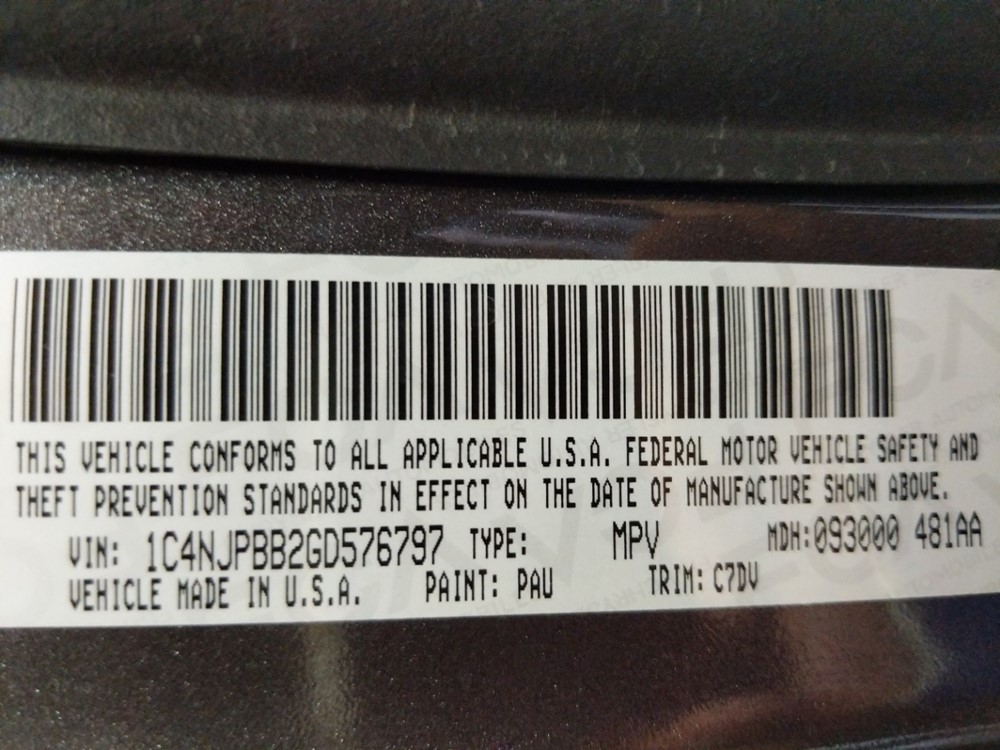 THIS VEHICLE CONFORMS TO ALL APPLICABLE U.S.A. FEDERAL MOTOR VEHICLE SAFETY AND
THEFT PREVENTION STANDARDS IN EFFECT ON THE DATE OF MANUFACTURE SHOWN ABOVE.
VIN: 1C4NJPBB2GD576797 TYPE: MPV MDH:093000 481AA
VEHICLE MADE IN U.S.A. PAINT: PAU TRIM: C7DV